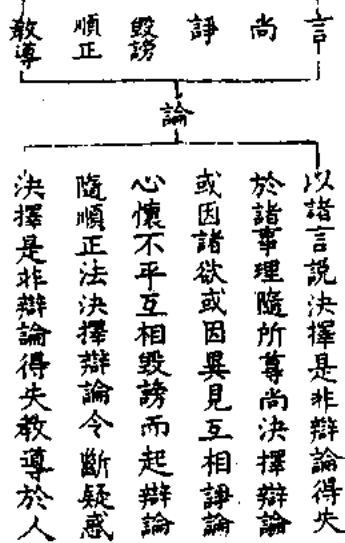 言
尚
諍
毀謗
順正
教導
論
以諸言說決擇是非辯論得失
於諸事理隨所尊尚決擇辯論
或因諸欲或因異見互相諍論
心懷不平互相毀謗而起辯論
隨順正法決擇辯論令斷疑惑
決擇是非辯論得失教導於人